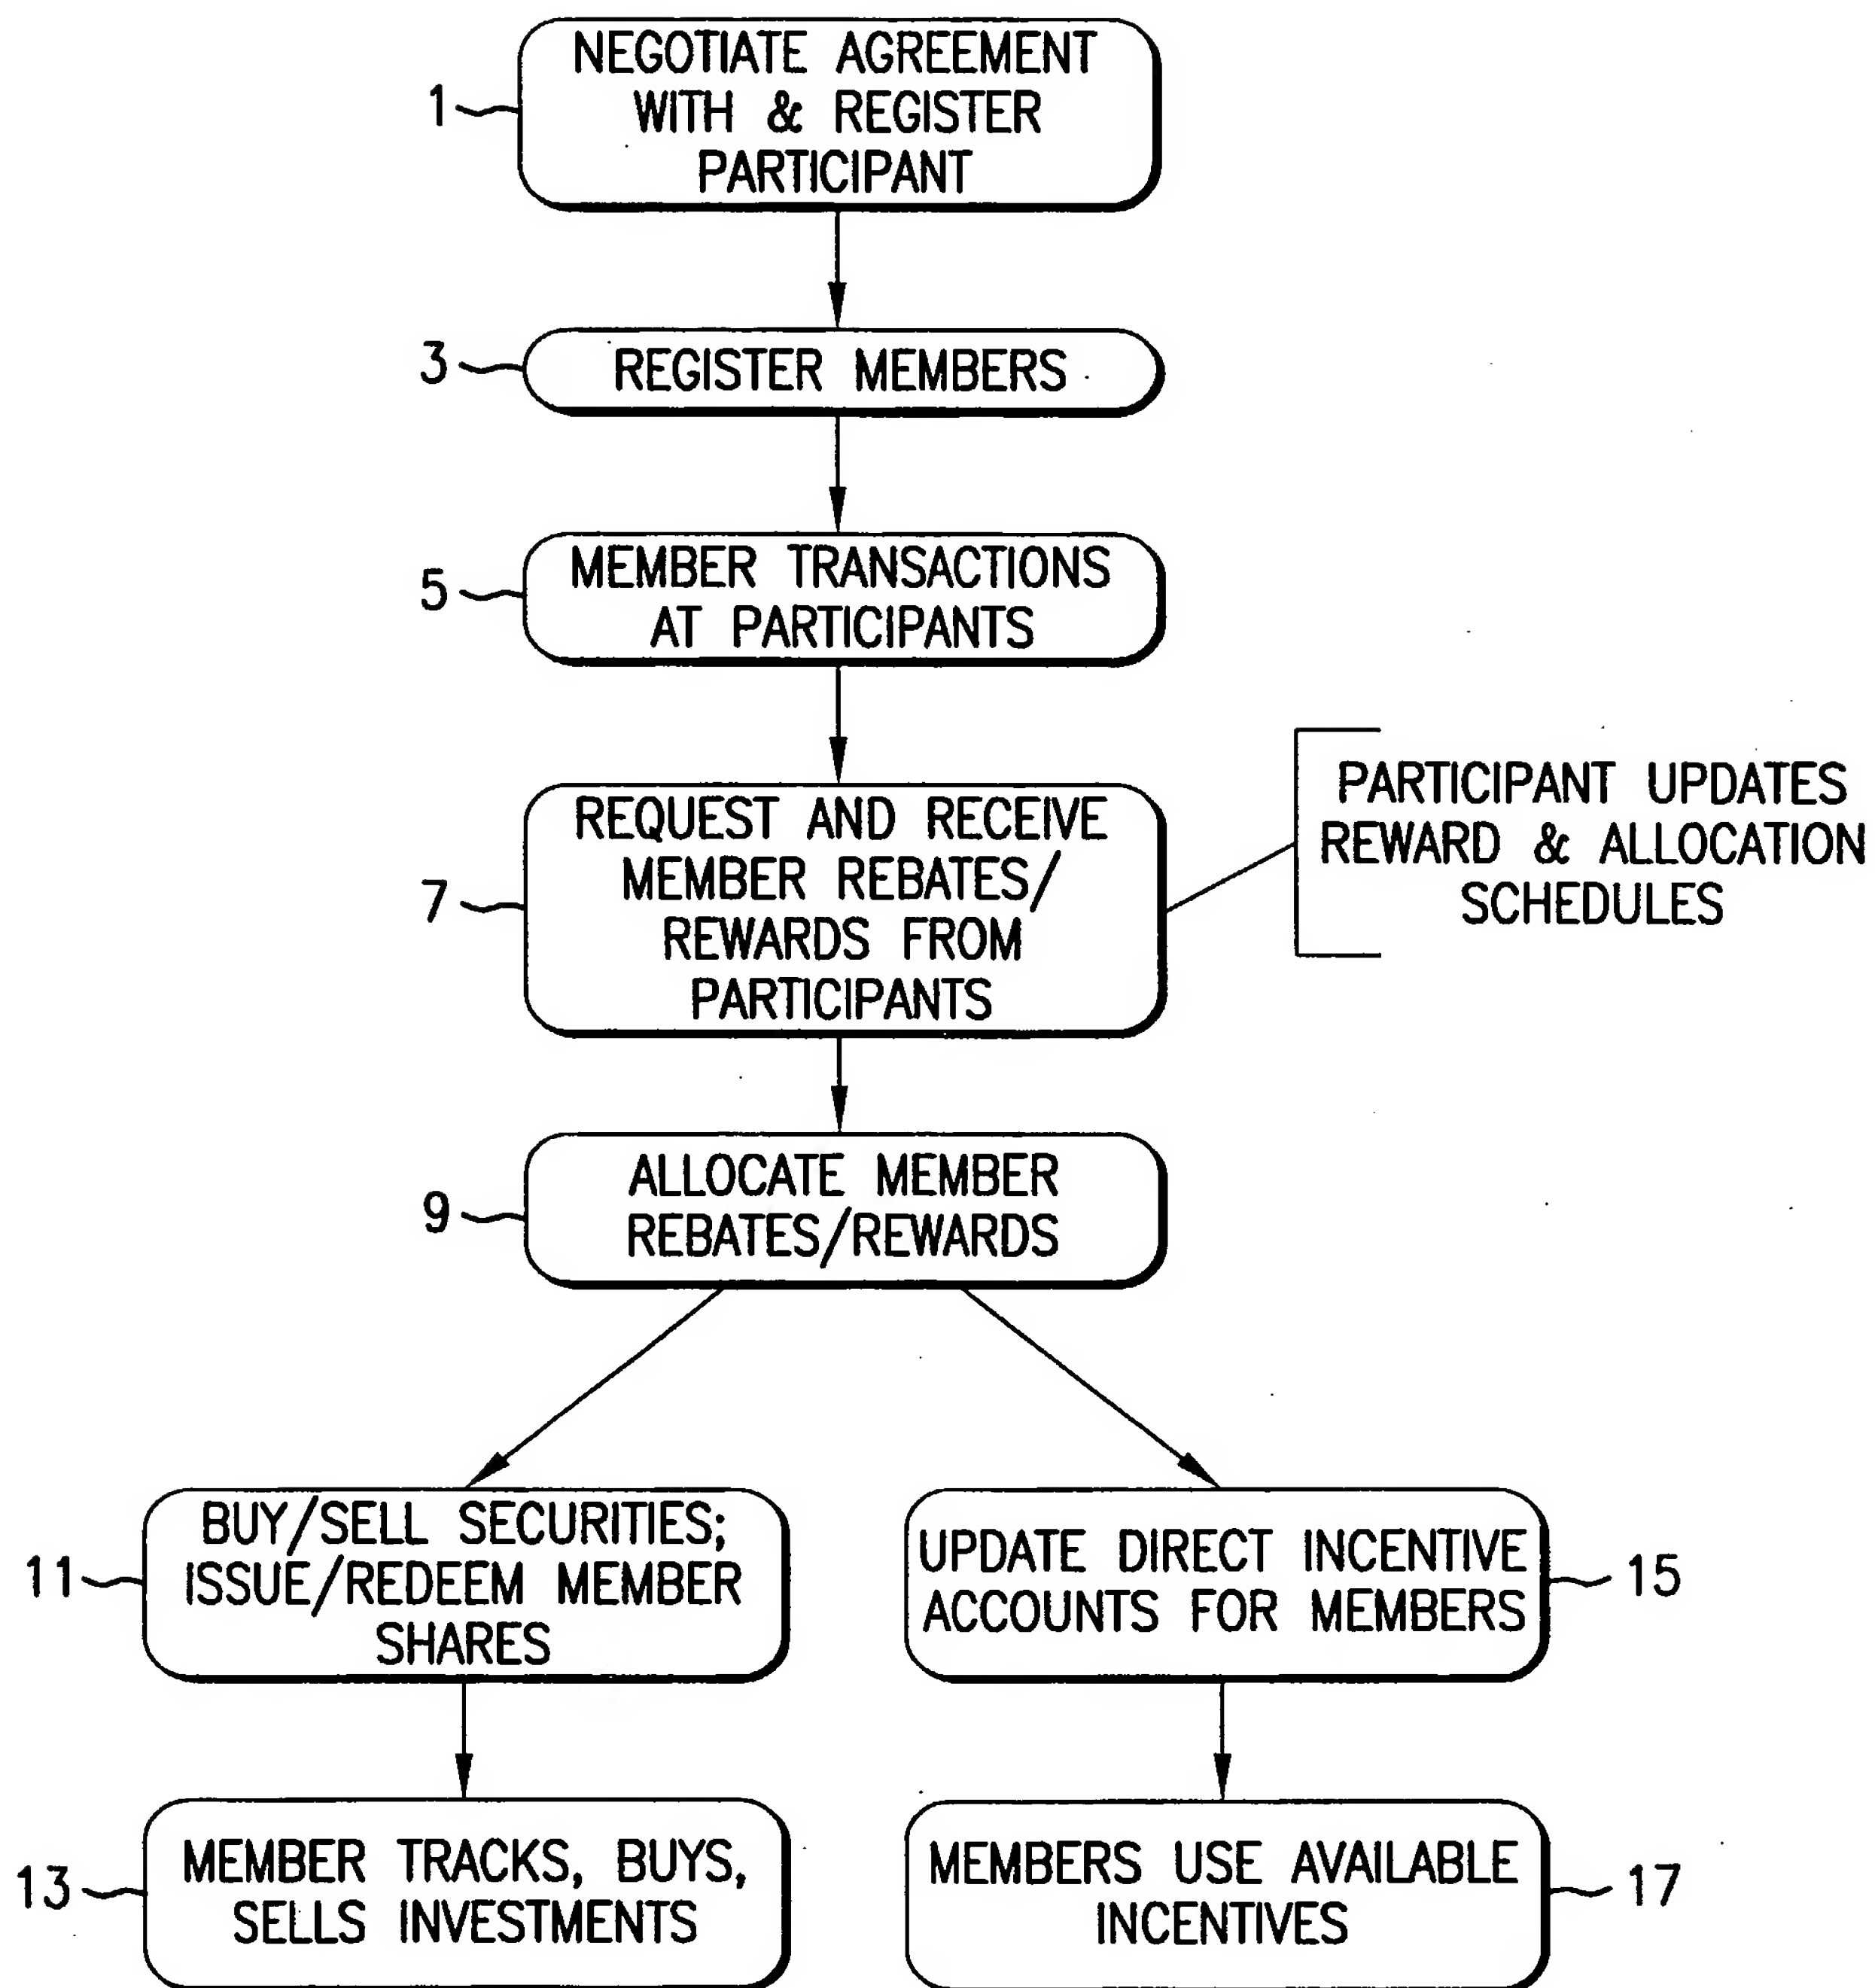 NEGOTIATE AGREEMENT
WITH & REGISTER
PARTICIPANT
1
REGISTER MEMBERS
3
MEMBER TRANSACTIONS
AT PARTICIPANTS
5
REQUEST AND RECEIVE
MEMBER REBATES/
REWARDS FROM
PARTICIPANTS
7
PARTICIPANT UPDATES
REWARD & ALLOCATION
SCHEDULES
ALLOCATE MEMBER
REBATES/REWARDS
9
BUY/SELL SECURITIES;
ISSUE/REDEEM MEMBER
SHARES
11
UPDATE DIRECT INCENTIVE
ACCOUNTS FOR MEMBERS
15
MEMBER TRACKS, BUYS,
SELLS INVESTMENTS
13
MEMBERS USE AVAILABLE
INCENTIVES
17